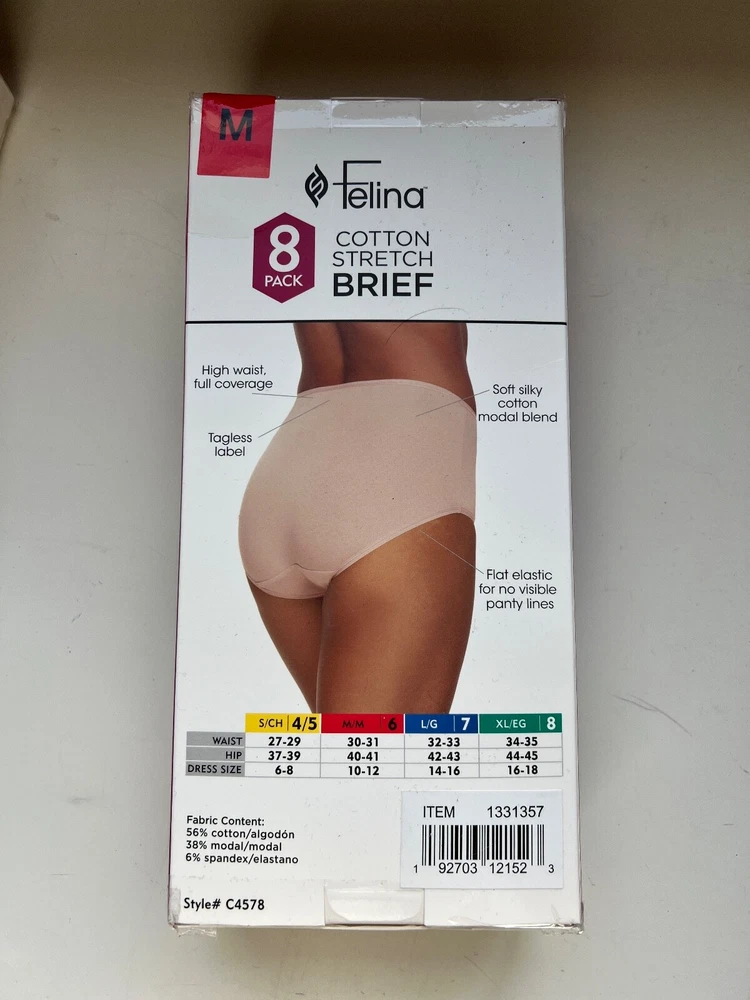 M
Felina
8
PACK
COTTON
STRETCH
BRIEF
High waist,
full coverage
Soft silky
cotton
modal blend
Tagless
label
Flat elastic
for no visible
panty lines
S/CH 4/5 M/M 6 L/G 7 XL/EG 8
WAIST 27-29 30-31 32-33 34-35
HIP 37-39 40-41 42-43 44-45
DRESS SIZE 6-8 10-12 14-16 16-18
Fabric Content:
56% cotton/algodón
38% modal/modal
6% spandex/elastano
ITEM 1331357
1 92703 12152 3
Style# C4578